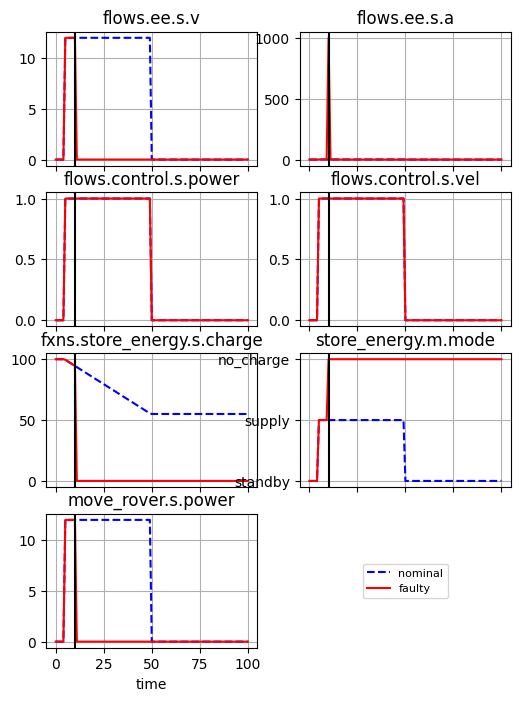 flows.ee.s.v
flows.ee.s.a
10
5
0
1000
500
0
flows.control.s.power
flows.control.s.vel
1.0
0.5
0.0
1.0
0.5
0.0
fxns.store_energy.s.charge
store_energy.m.mode
100
50
0
no_charge
supply
standby
move_rover.s.power
10
5
0
0
50
100
time
nominal
faulty